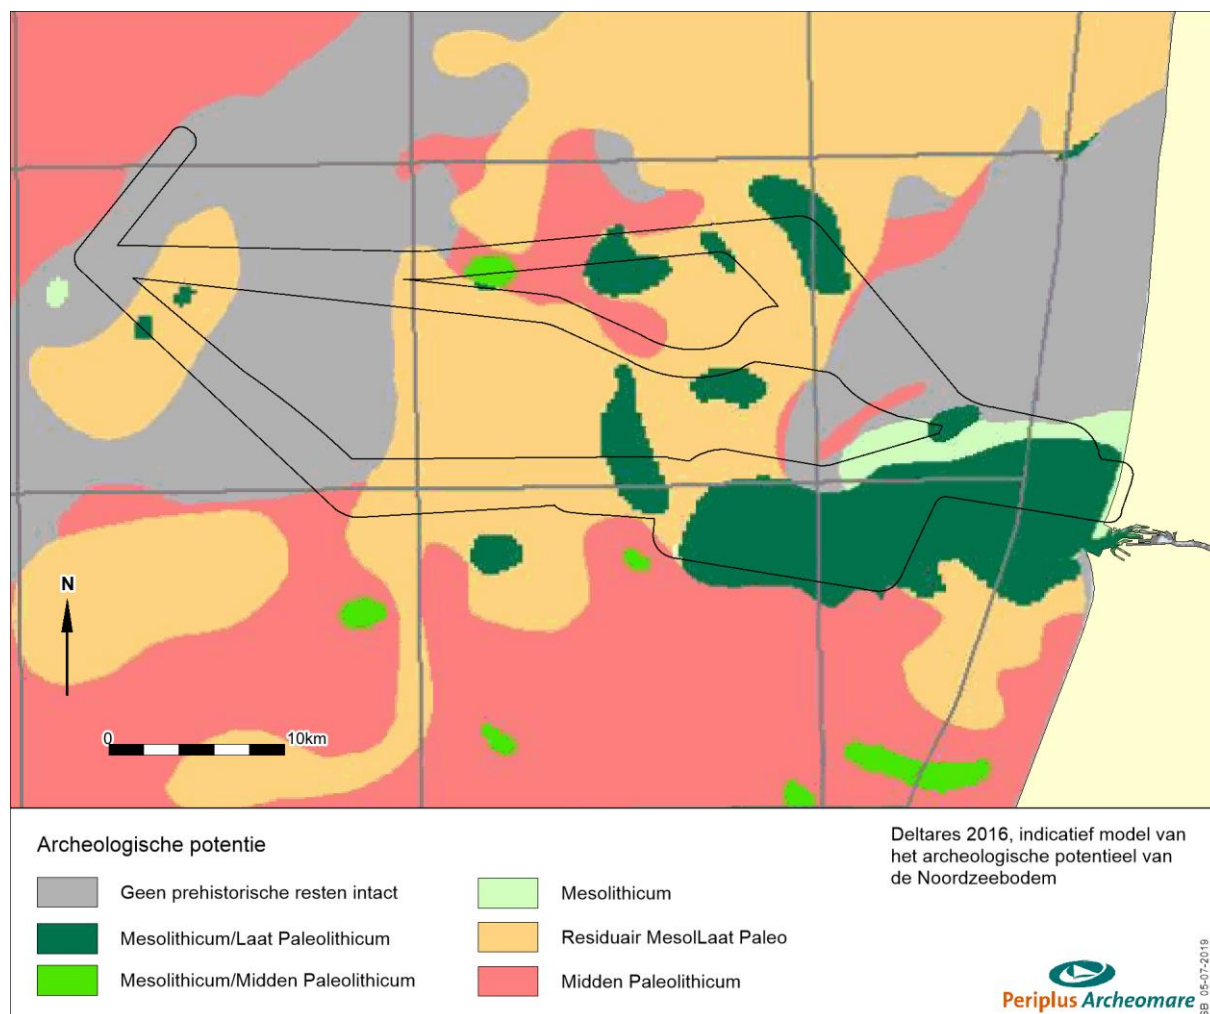 N
0 10km
Archeologische potentie
Geen prehistorische resten intact
Mesolithicum/Laat Paleolithicum
Mesolithicum/Midden Paleolithicum
Mesolithicum
Residuair MesolLaat Paleo
Midden Paleolithicum
Deltares 2016, indicatief model van
het archeologische potentieel van
de Noordzeebodem
Periplus Archeomare
SB 05-07-2019